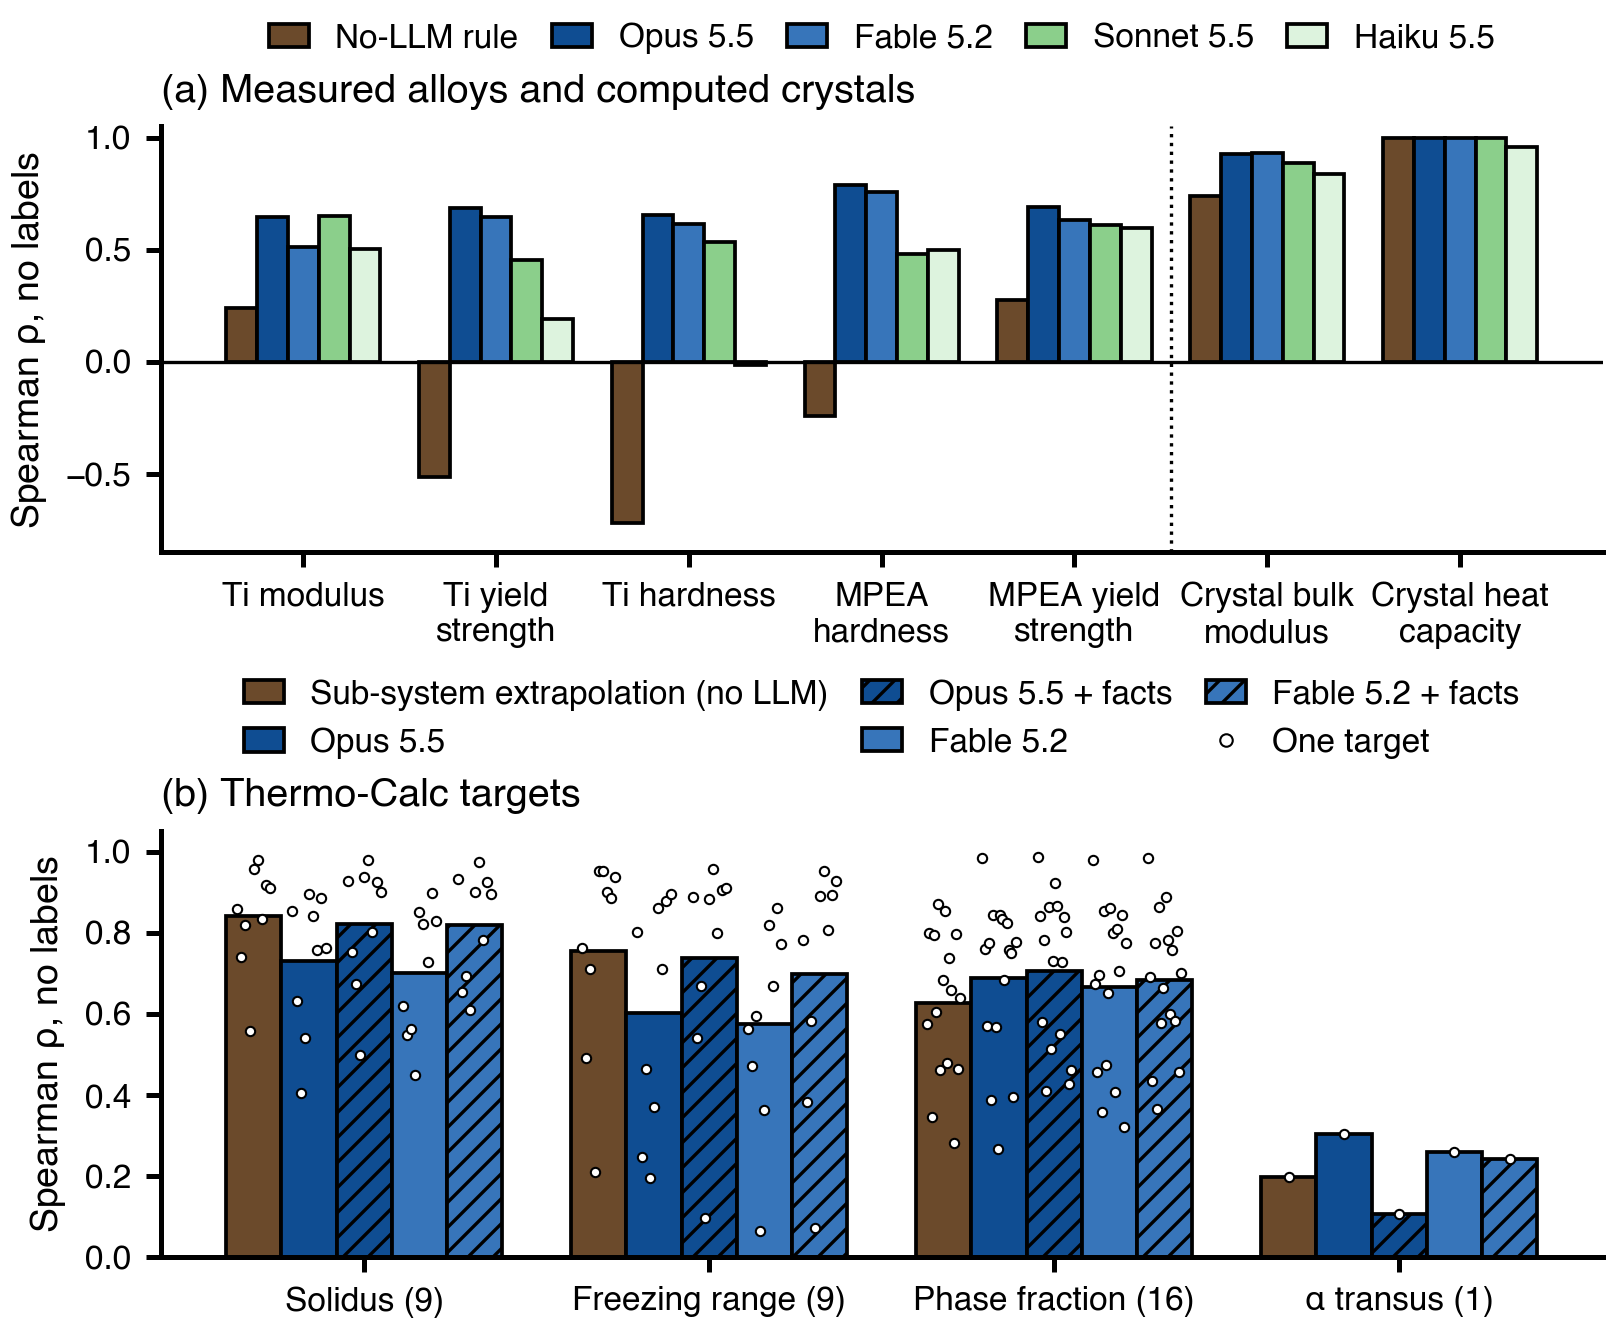 No-LLM rule Opus 5.5 Fable 5.2 Sonnet 5.5 Haiku 5.5
(a) Measured alloys and computed crystals
Spearman ρ, no labels
1.0
0.5
0.0
−0.5
Ti modulus
Ti yield
strength
Ti hardness
MPEA
hardness
MPEA yield
strength
Crystal bulk
modulus
Crystal heat
capacity
Sub-system extrapolation (no LLM) Opus 5.5 + facts Fable 5.2 + facts
Opus 5.5 Fable 5.2 One target
(b) Thermo-Calc targets
Spearman ρ, no labels
1.0
0.8
0.6
0.4
0.2
0.0
Solidus (9)
Freezing range (9)
Phase fraction (16)
α transus (1)